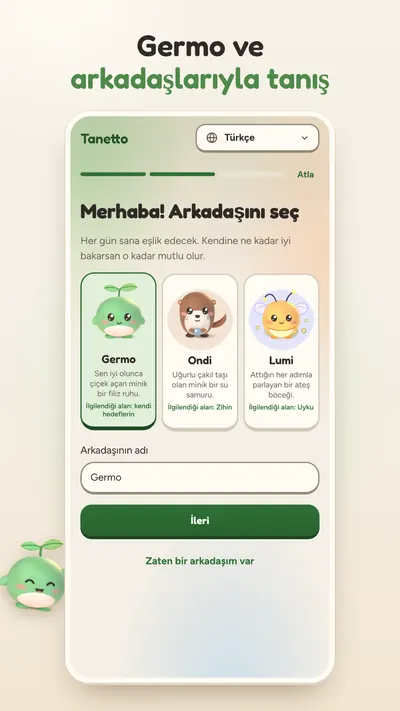 Germo ve
arkadaşlarıyla tanış
Tanetto
Türkçe
Atla
Merhaba! Arkadaşını seç
Her gün sana eşlik edecek. Kendine ne kadar iyi
bakarsan o kadar mutlu olur.
Germo
Sen iyi olunca
çiçek açan minik
bir filiz ruhu.
İlgilendiği alan: kendi
hedeflerin
Ondi
Uğurlu çakıl taşı
olan minik bir su
samuru.
İlgilendiği alan: Zihin
Lumi
Attığın her adımla
parlayan bir ateş
böceği.
İlgilendiği alan: Uyku
Arkadaşının adı
Germo
İleri
Zaten bir arkadaşım var